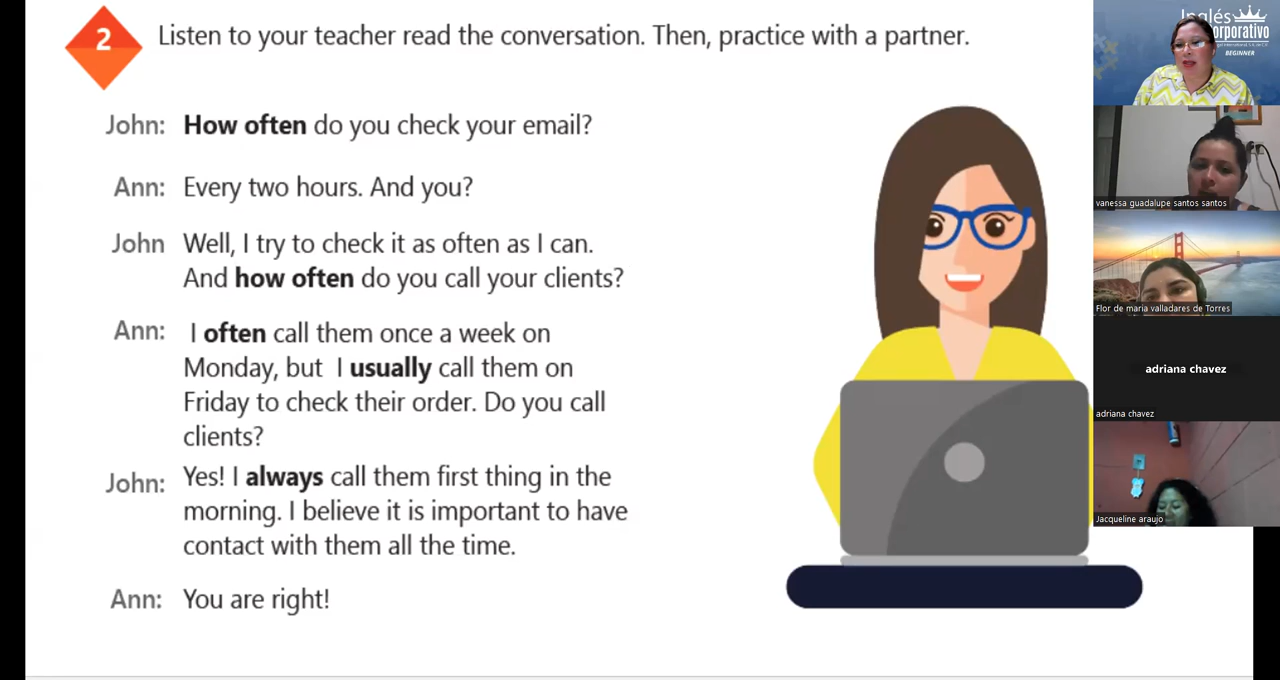 2
Listen to your teacher read the conversation. Then, practice with a partner.
John: How often do you check your email?
Ann: Every two hours. And you?
John Well, I try to check it as often as I can.
And how often do you call your clients?
Ann: I often call them once a week on
Monday, but I usually call them on
Friday to check their order. Do you call
clients?
John: Yes! I always call them first thing in the
morning. I believe it is important to have
contact with them all the time.
Ann: You are right!
Inglés
BEGINNER
vanessa guadalupe santos santos
Flor de maria valladares de Torres
adriana chavez
adriana chavez
Jacqueline araujo